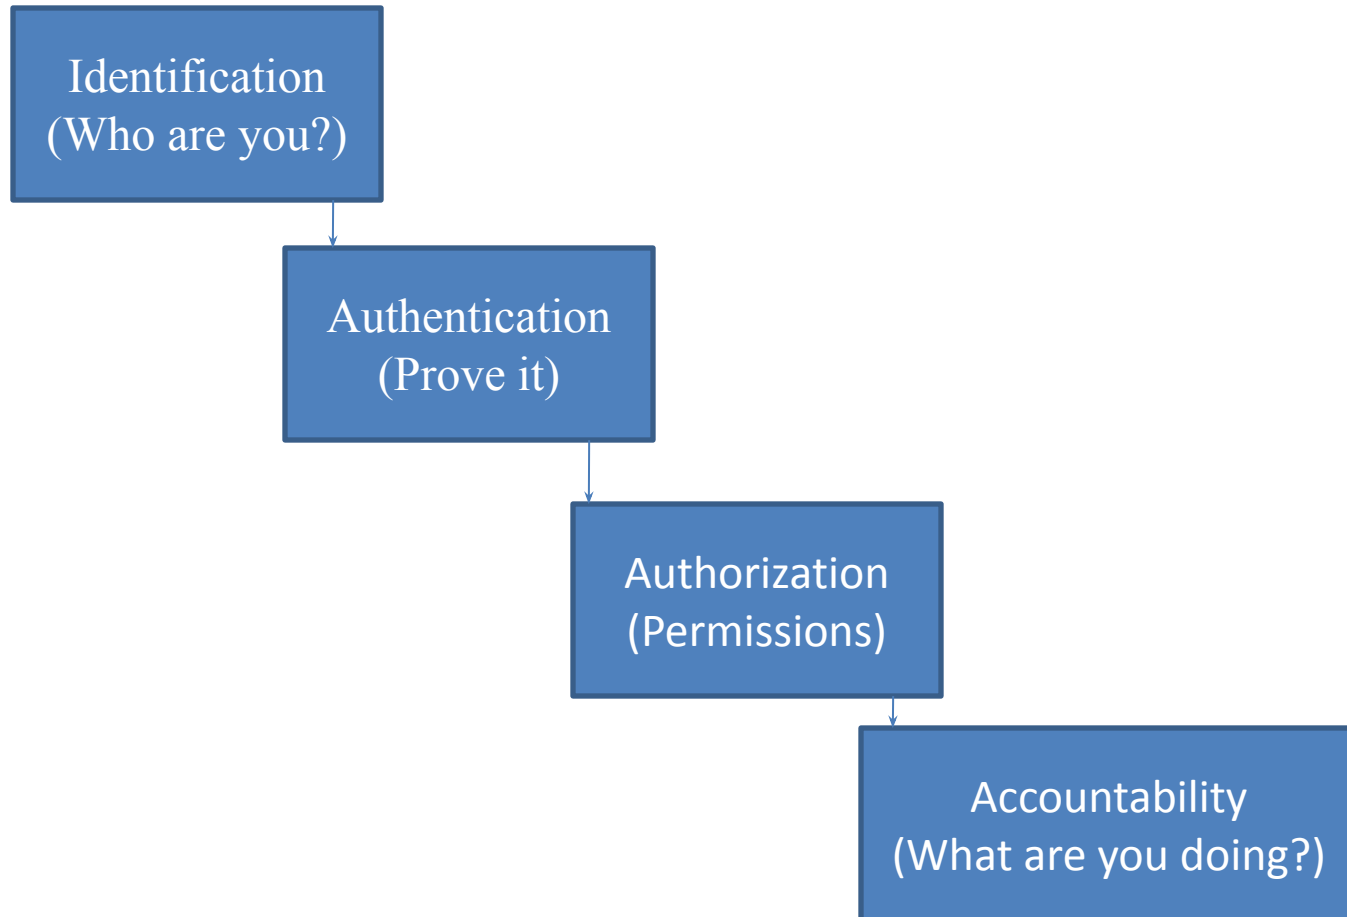 Identification
(Who are you?)
Authentication
(Prove it)
Authorization
(Permissions)
Accountability
(What are you doing?)